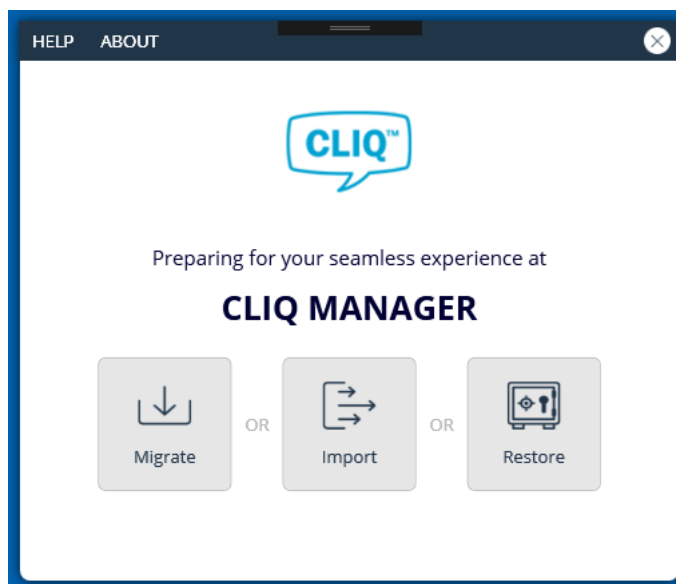 HELP ABOUT
CLIQ™
Preparing for your seamless experience at
CLIQ MANAGER
Migrate OR Import OR Restore